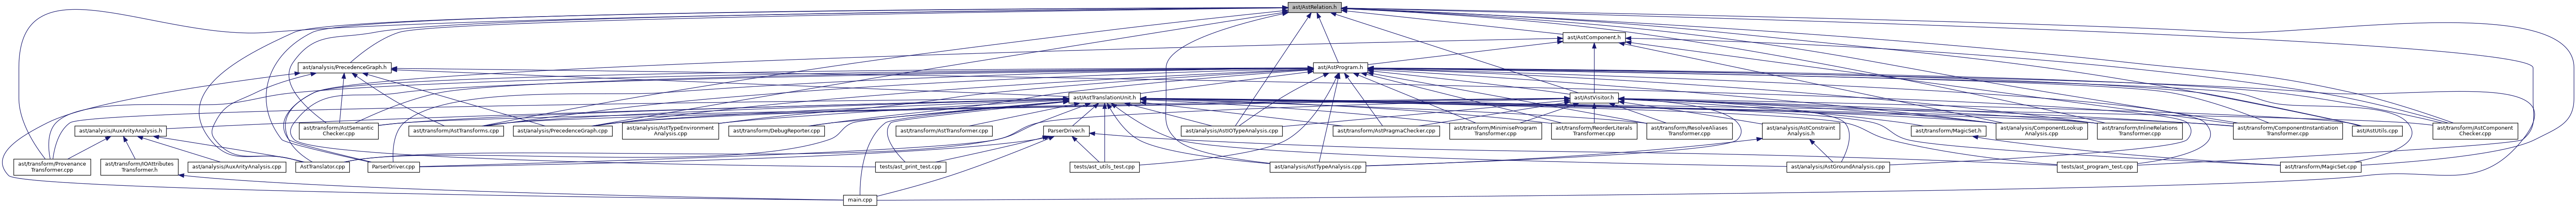 ast/AstRelation.h
ast/AstComponent.h
ast/analysis/PrecedenceGraph.h
ast/AstProgram.h
ast/AstTranslationUnit.h
ast/AstVisitor.h
ast/analysis/AuxArityAnalysis.h
ast/transform/AstSemantic
Checker.cpp
ast/transform/AstTransforms.cpp
ast/analysis/PrecedenceGraph.cpp
ast/analysis/AstTypeEnvironment
Analysis.cpp
ast/transform/DebugReporter.cpp
ast/transform/AstTransformer.cpp
ParserDriver.h
ast/analysis/AstIOTypeAnalysis.cpp
ast/transform/AstPragmaChecker.cpp
ast/transform/MinimiseProgram
Transformer.cpp
ast/transform/ReorderLiterals
Transformer.cpp
ast/transform/ResolveAliases
Transformer.cpp
ast/analysis/AstConstraint
Analysis.h
ast/transform/MagicSet.h
ast/analysis/ComponentLookup
Analysis.cpp
ast/transform/InlineRelations
Transformer.cpp
ast/transform/ComponentInstantiation
Transformer.cpp
ast/AstUtils.cpp
ast/transform/AstComponent
Checker.cpp
ast/transform/Provenance
Transformer.cpp
ast/transform/IOAttributes
Transformer.h
ast/analysis/AuxArityAnalysis.cpp
AstTranslator.cpp
ParserDriver.cpp
tests/ast_print_test.cpp
tests/ast_utils_test.cpp
ast/analysis/AstTypeAnalysis.cpp
ast/analysis/AstGroundAnalysis.cpp
tests/ast_program_test.cpp
ast/transform/MagicSet.cpp
main.cpp